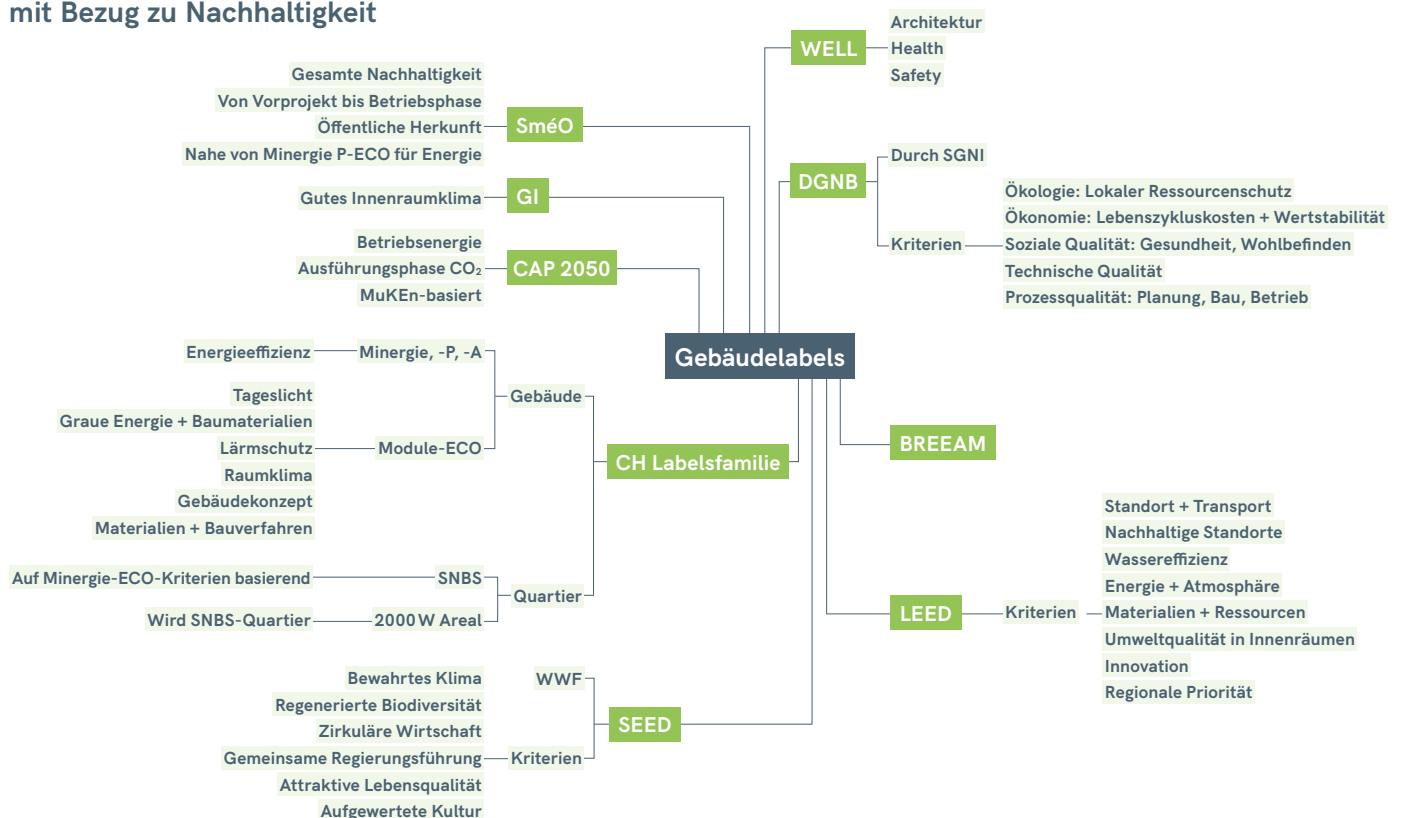 mit Bezug zu Nachhaltigkeit
Gesamte Nachhaltigkeit
Von Vorprojekt bis Betriebsphase
Öffentliche Herkunft
Nahe von Minergie P-ECO für Energie
SméO
Gutes Innenraumklima
GI
Betriebsenergie
Ausführungsphase CO₂
MuKEn-basiert
CAP 2050
WELL
Architektur
Health
Safety
DGNB
Durch SGNI
Kriterien
Ökologie: Lokaler Ressourcenschutz
Ökonomie: Lebenszykluskosten + Wertstabilität
Soziale Qualität: Gesundheit, Wohlbefinden
Technische Qualität
Prozessqualität: Planung, Bau, Betrieb
Gebäudelabels
Energieeffizienz
Minergie, -P, -A
Tageslicht
Graue Energie + Baumaterialien
Lärmschutz
Raumklima
Gebäudekonzept
Materialien + Bauverfahren
Module-ECO
Gebäude
CH Labelsfamilie
Auf Minergie-ECO-Kriterien basierend
SNBS
Wird SNBS-Quartier
2000 W Areal
Quartier
BREEAM
LEED
Kriterien
Standort + Transport
Nachhaltige Standorte
Wassereffizienz
Energie + Atmosphäre
Materialien + Ressourcen
Umweltqualität in Innenräumen
Innovation
Regionale Priorität
WWF
SEED
Kriterien
Bewahrtes Klima
Regenerierte Biodiversität
Zirkuläre Wirtschaft
Gemeinsame Regierungsführung
Attraktive Lebensqualität
Aufgewertete Kultur